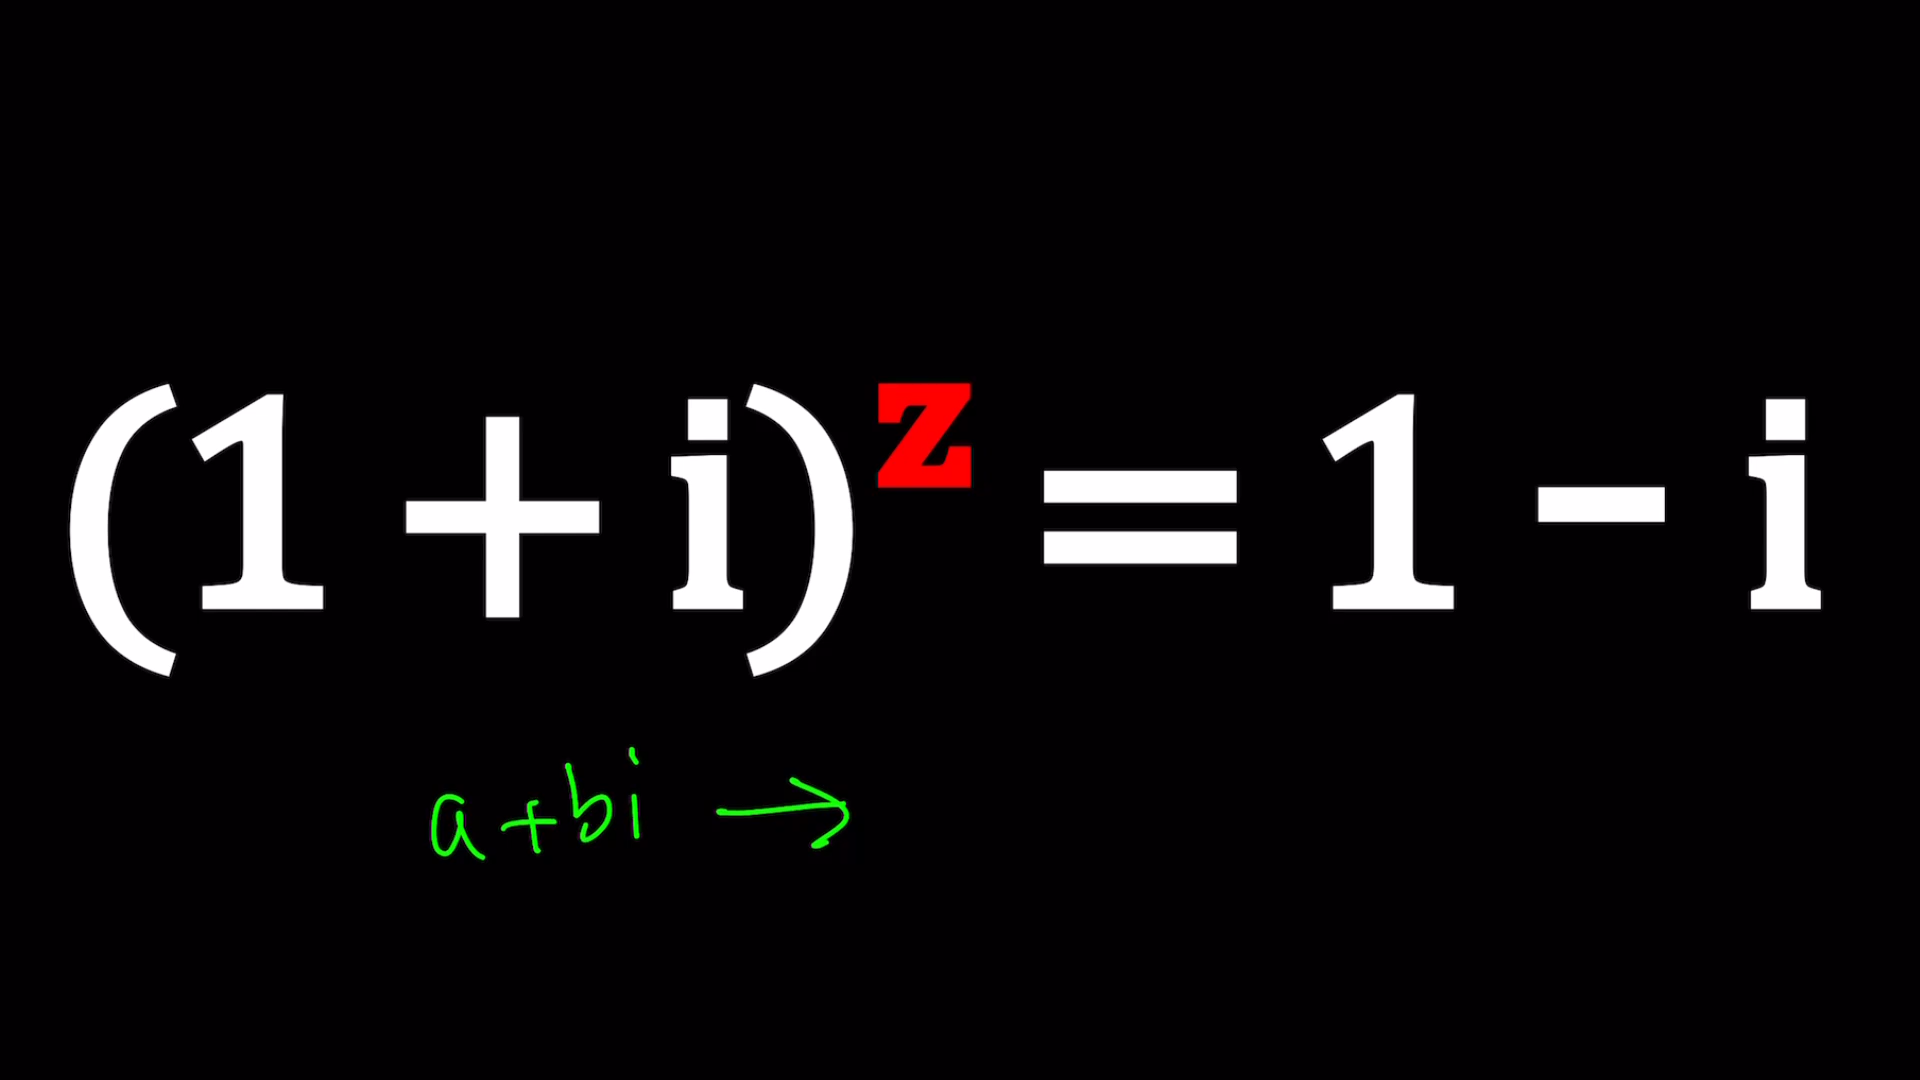 (1 + i)^z = 1 - i
a + bi →